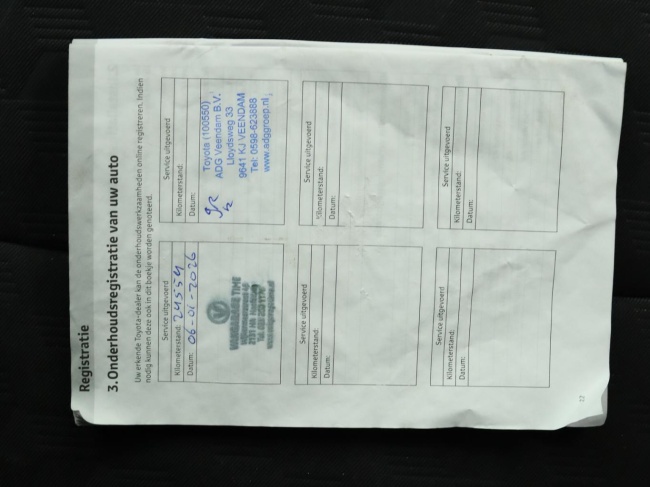 Registratie
3. Onderhoudsregistratie van uw auto
Uw erkende Toyota-dealer kan de onderhoudswerkzaamheden online registreren. Indien
nodig kunnen deze ook in dit boekje worden genoteerd.
Service uitgevoerd
Kilometerstand: 24554
Datum: 06-01-2026
TIME
Service uitgevoerd
Kilometerstand:
Datum:
Toyota (100550)
ADG Veendam B.V.
Lloydsweg 33
9641 KJ VEENDAM
Tel: 0598-623888
www.adggroep.nl
Service uitgevoerd
Kilometerstand:
Datum:
Service uitgevoerd
Kilometerstand:
Datum:
Service uitgevoerd
Kilometerstand:
Datum:
Service uitgevoerd
Kilometerstand:
Datum: